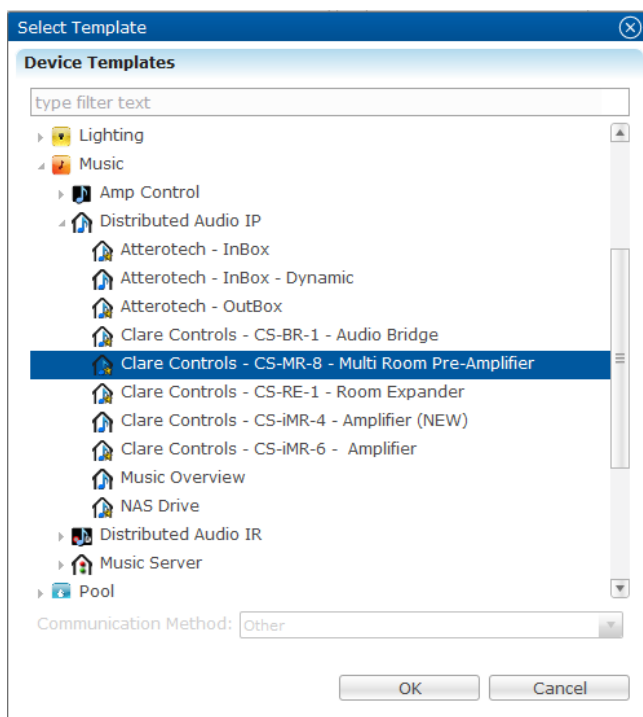 Select Template
Device Templates
type filter text
Lighting
Music
Amp Control
Distributed Audio IP
Atterotech - InBox
Atterotech - InBox - Dynamic
Atterotech - OutBox
Clare Controls - CS-BR-1 - Audio Bridge
Clare Controls - CS-MR-8 - Multi Room Pre-Amplifier
Clare Controls - CS-RE-1 - Room Expander
Clare Controls - CS-iMR-4 - Amplifier (NEW)
Clare Controls - CS-iMR-6 -  Amplifier
Music Overview
NAS Drive
Distributed Audio IR
Music Server
Pool
Communication Method: Other
OK Cancel